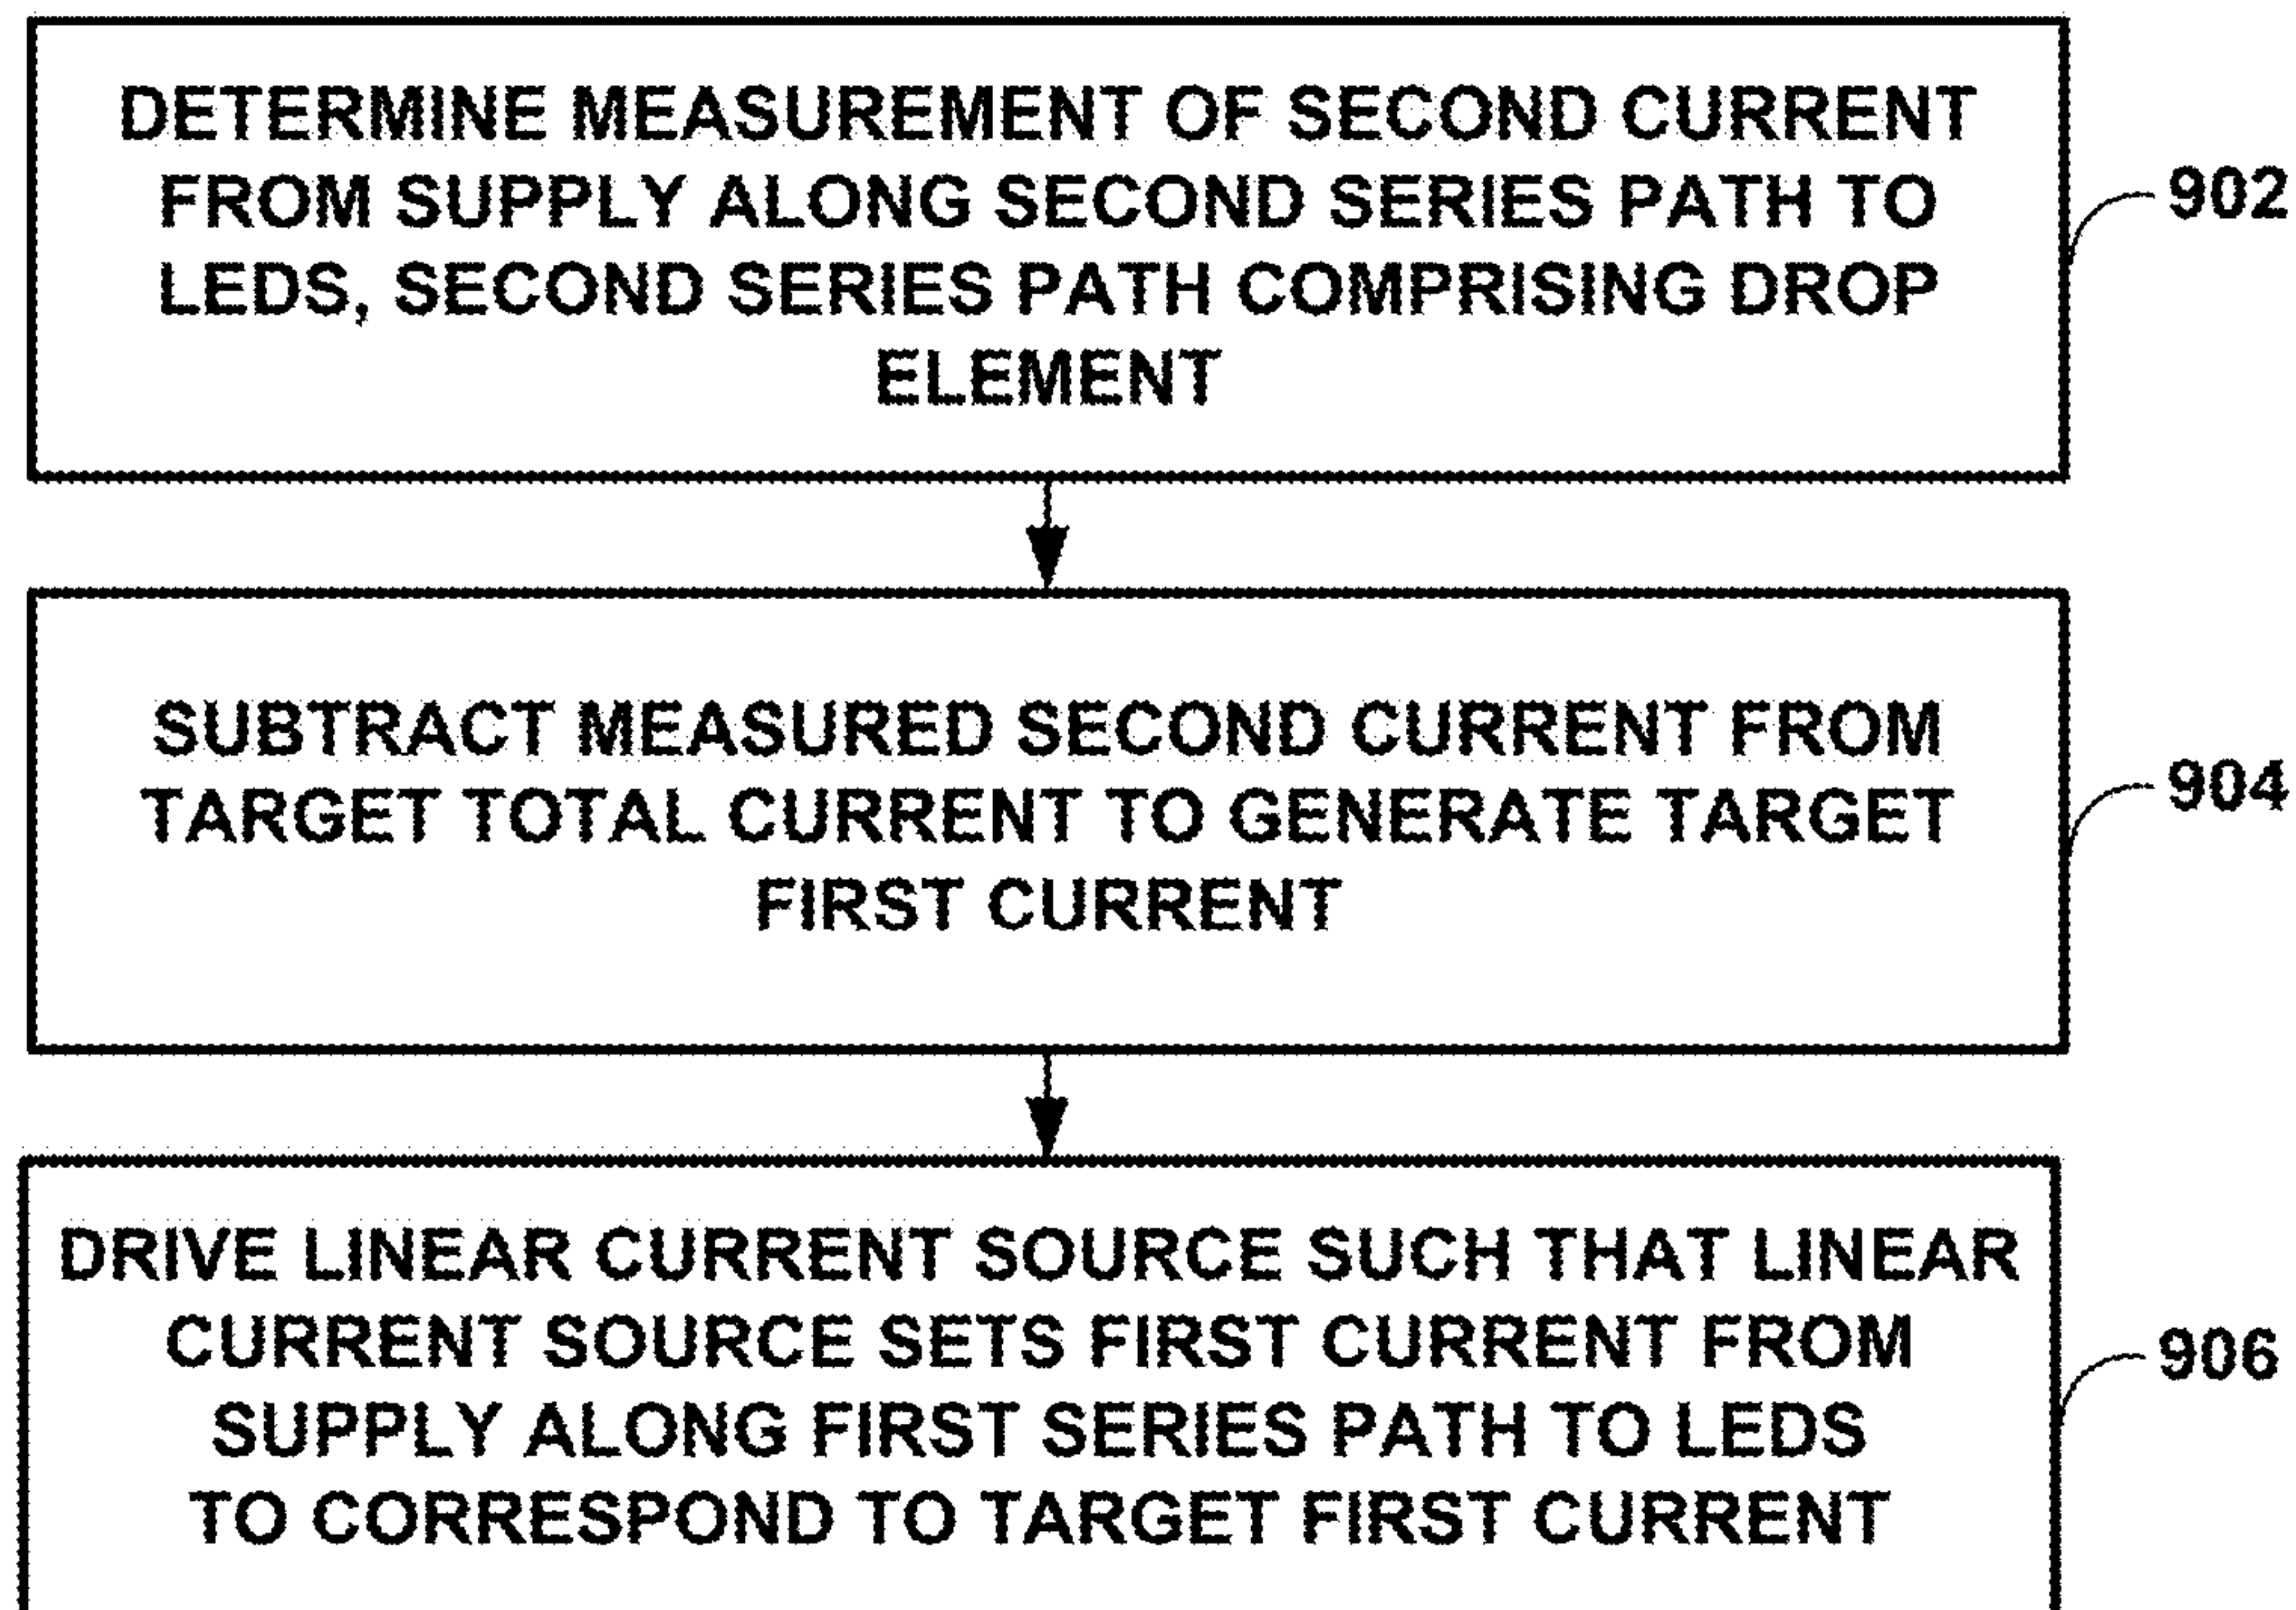 DETERMINE MEASUREMENT OF SECOND CURRENT
FROM SUPPLY ALONG SECOND SERIES PATH TO
LEDS, SECOND SERIES PATH COMPRISING DROP
ELEMENT
902
SUBTRACT MEASURED SECOND CURRENT FROM
TARGET TOTAL CURRENT TO GENERATE TARGET
FIRST CURRENT
904
DRIVE LINEAR CURRENT SOURCE SUCH THAT LINEAR
CURRENT SOURCE SETS FIRST CURRENT FROM
SUPPLY ALONG FIRST SERIES PATH TO LEDS
TO CORRESPOND TO TARGET FIRST CURRENT
906